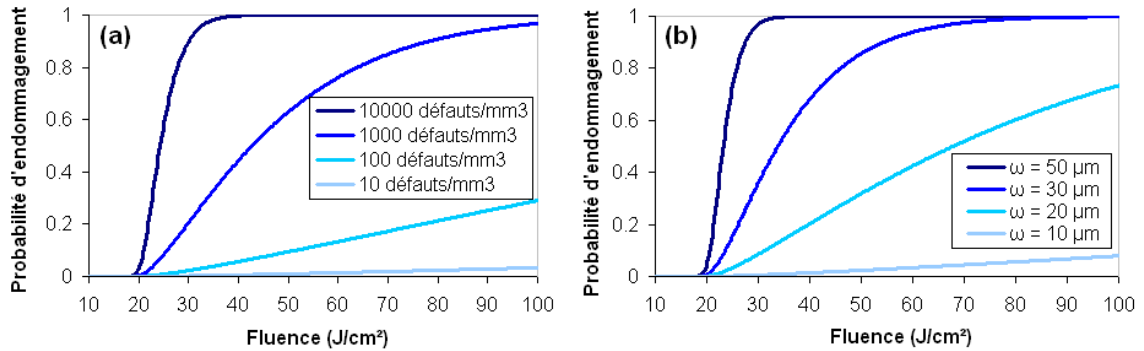 (a)
Probabilité d'endommagement
1
0.8
0.6
0.4
0.2
0
10000 défauts/mm3
1000 défauts/mm3
100 défauts/mm3
10 défauts/mm3
10 20 30 40 50 60 70 80 90 100
Fluence (J/cm²)
(b)
Probabilité d'endommagement
1
0.8
0.6
0.4
0.2
0
ω = 50 µm
ω = 30 µm
ω = 20 µm
ω = 10 µm
10 20 30 40 50 60 70 80 90 100
Fluence (J/cm²)